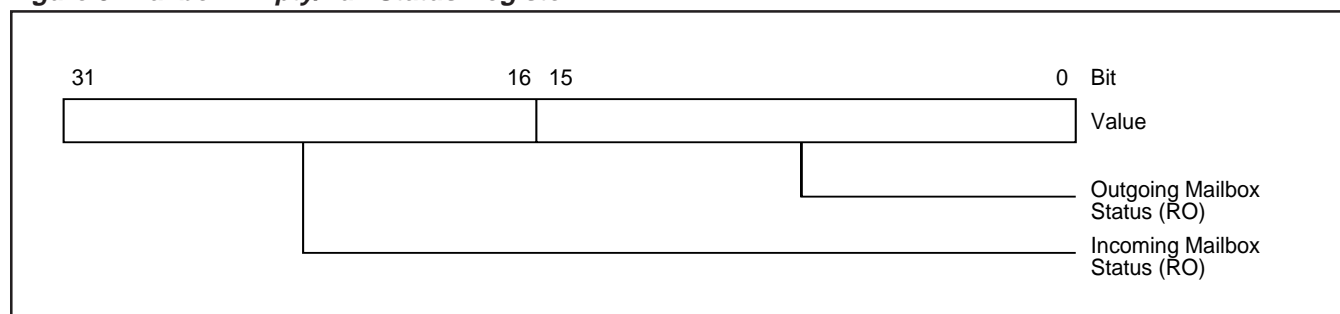 31 16 15 0 Bit
Value
Outgoing Mailbox
Status (RO)
Incoming Mailbox
Status (RO)